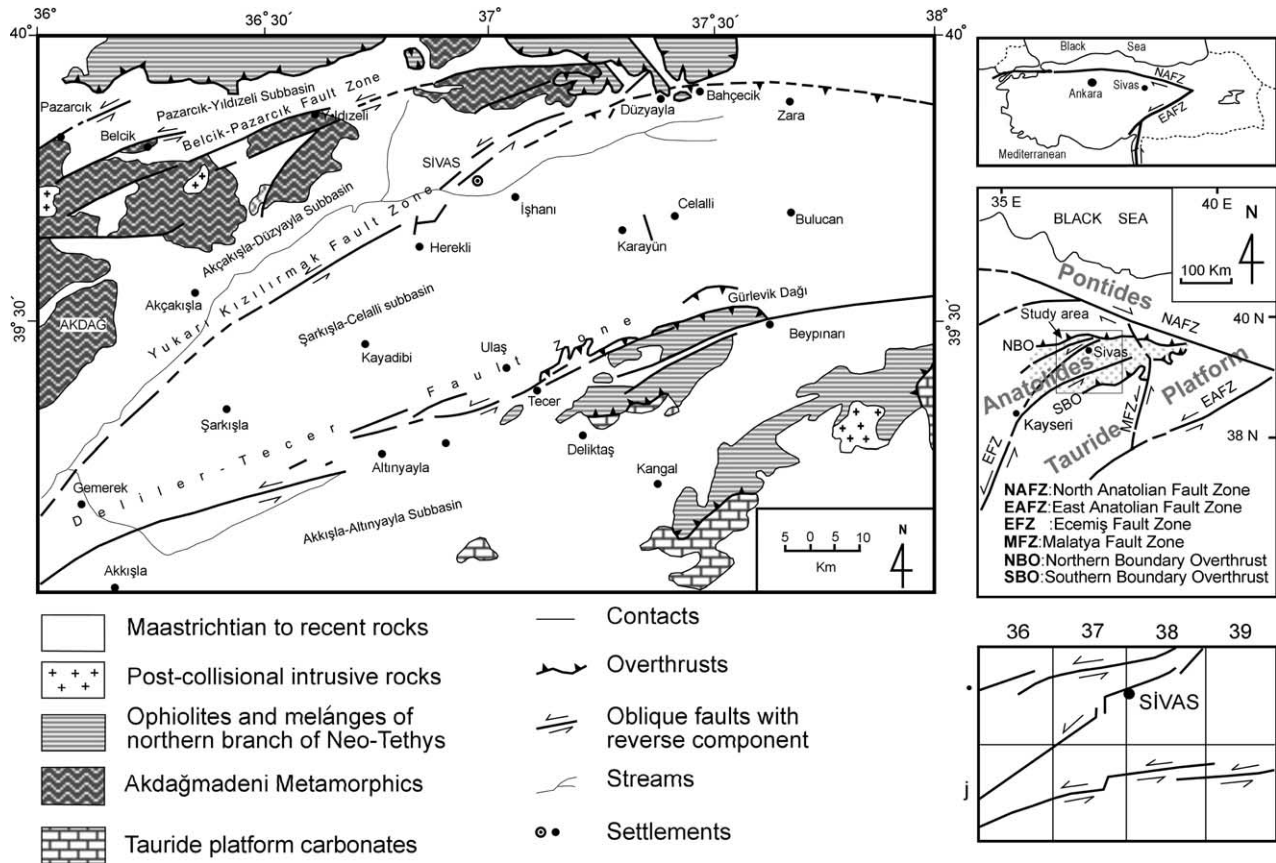 36°
36°30'
37°
37°30'
38°
40°
40°
39°30'
39°30'
Pazarcık
Pazarcık-Yıldızeli Subbasin
Belcik-Pazarcık Fault Zone
Belcik
Yıldızeli
Düzyayla
Bahçecik
Zara
SIVAS
İşhanı
Celalli
Bulucan
Karayün
Herekli
Akçakışla-Düzyayla Subbasin
Yukarı Kızılırmak Fault Zone
Akçakışla
AKDAĞ
Şarkışla-Celalli subbasin
Gürlevik Dağı
Beypınarı
Kayadibi
Ulaş
Tecer
Deliler-Tecer Fault Zone
Şarkışla
Deliktaş
Altınyayla
Kangal
Gemerek
Akkışla-Altınyayla Subbasin
Akkışla
5 0 5 10
Km
N
Black Sea
NAFZ
Ankara
Sivas
EAFZ
Mediterranean
35 E
40 E
BLACK SEA
N
100 Km
Pontides
Study area
NAFZ
40 N
NBO
Sivas
Anatolides
Platform
SBO
MFZ
EAFZ
Kayseri
Tauride
38 N
EFZ
NAFZ:North Anatolian Fault Zone
EAFZ:East Anatolian Fault Zone
EFZ :Ecemiş Fault Zone
MFZ:Malatya Fault Zone
NBO:Northern Boundary Overthrust
SBO:Southern Boundary Overthrust
36 37 38 39
SİVAS
j
Maastrichtian to recent rocks
Post-collisional intrusive rocks
Ophiolites and melánges of
northern branch of Neo-Tethys
Akdağmadeni Metamorphics
Tauride platform carbonates
Contacts
Overthrusts
Oblique faults with
reverse component
Streams
Settlements